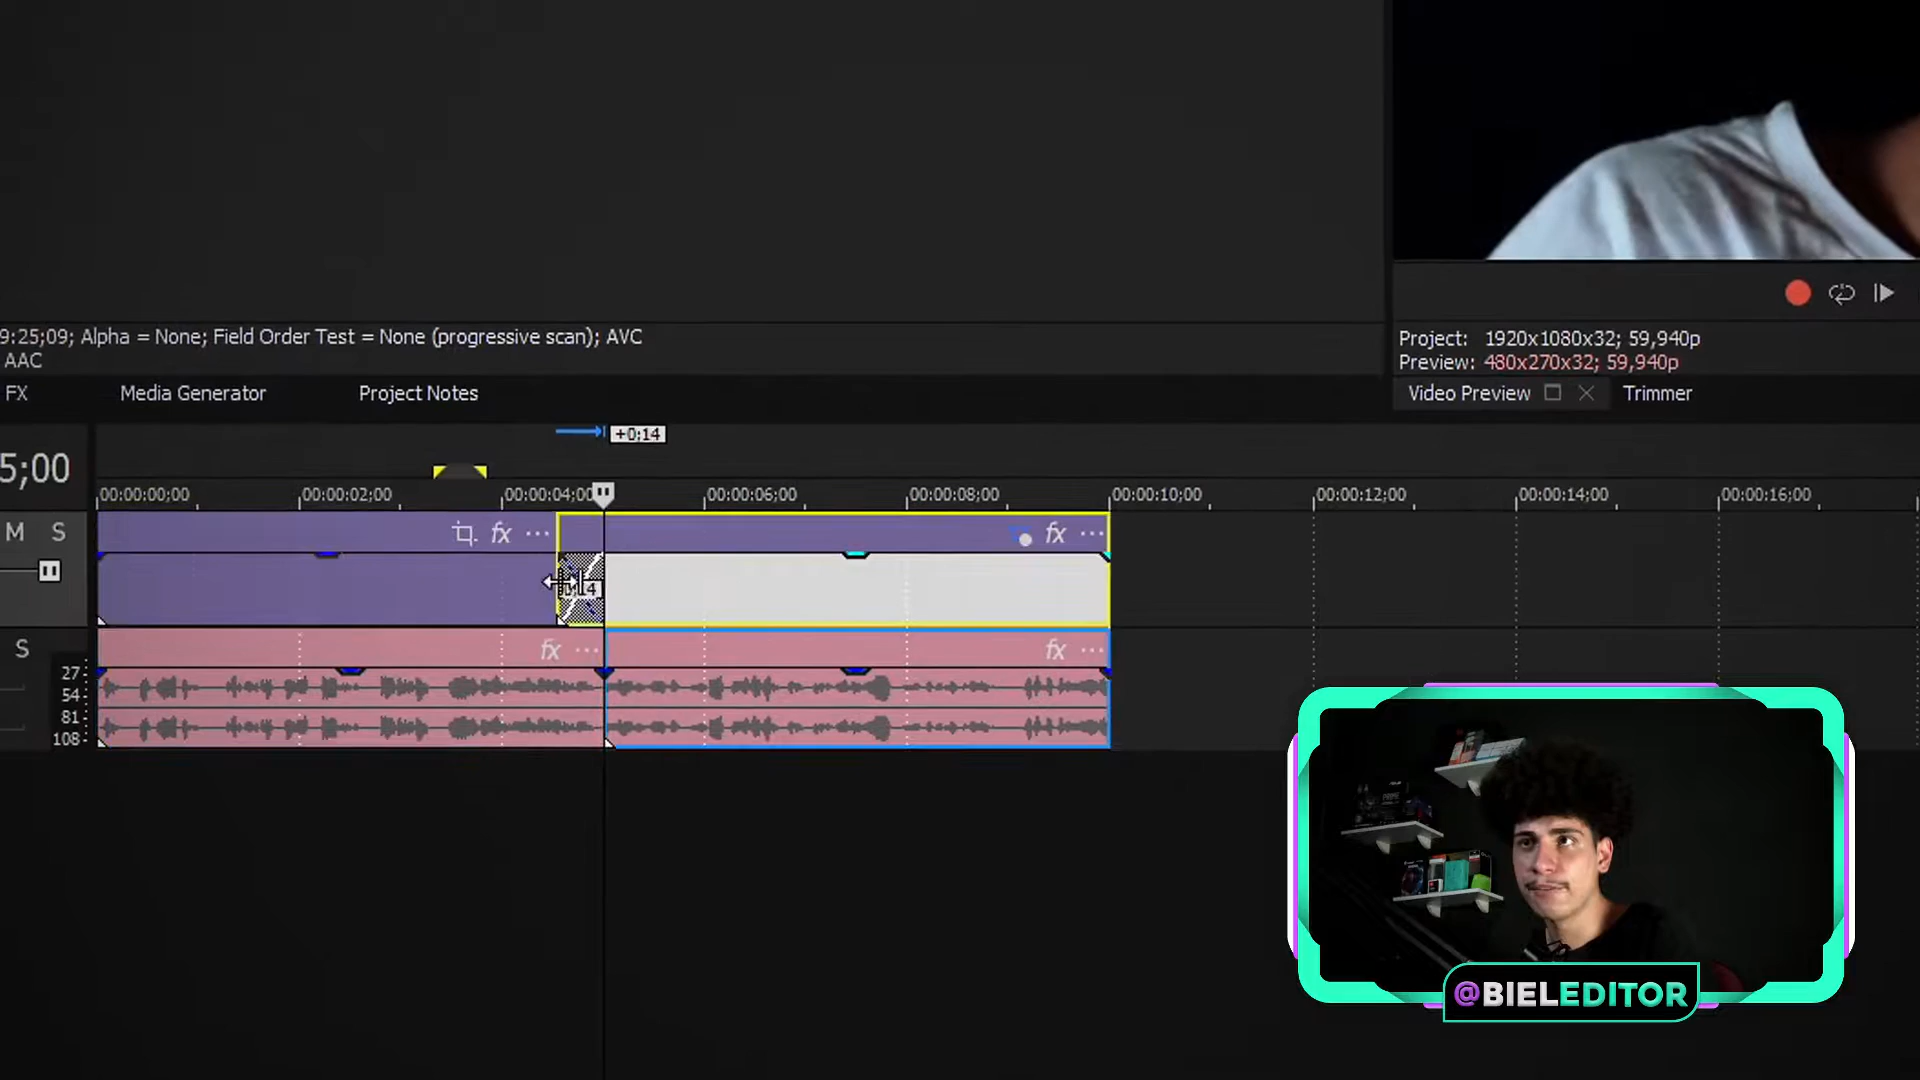 9:25;09; Alpha = None; Field Order Test = None (progressive scan); AVC
AAC
Project: 1920x1080x32; 59,940p
Preview: 480x270x32; 59,940p
FX Media Generator Project Notes
Video Preview Trimmer
+0;14
5;00
00:00:00;00 00:00:02;00 00:00:04;00 00:00:06;00 00:00:08;00 00:00:10;00 00:00:12;00 00:00:14;00 00:00:16;00
M S
fx ... fx ...
0;14
S
fx ... fx ...
27
54
81
108
@BIELEDITOR